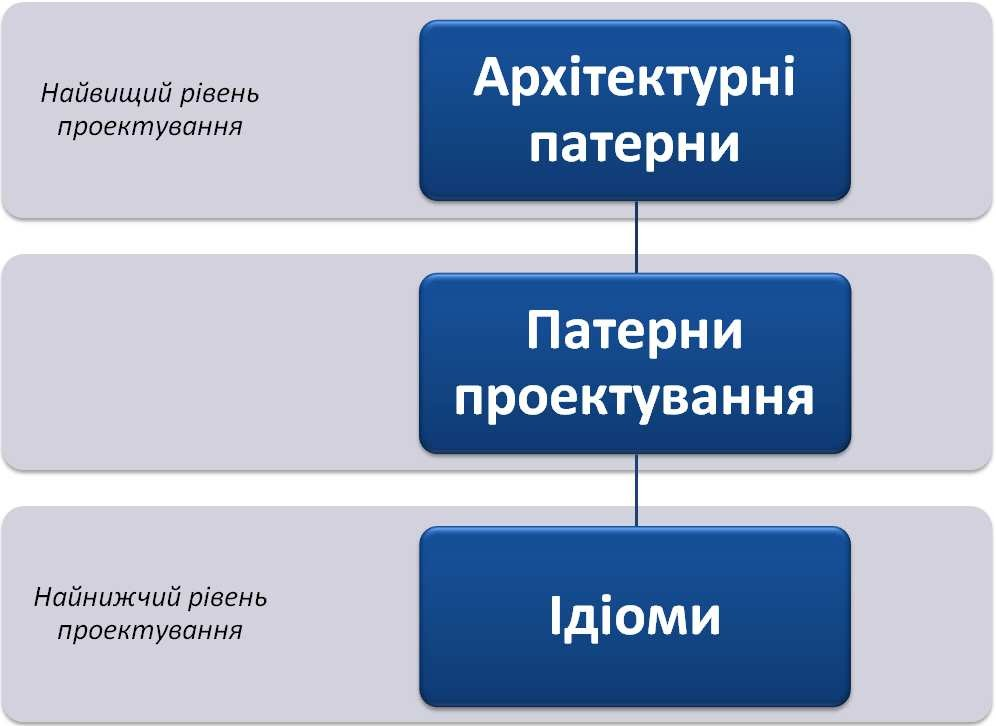 Найвищий рівень
проектування
Архітектурні
патерни
Патерни
проектування
Найнижчий рівень
проектування
Ідіоми